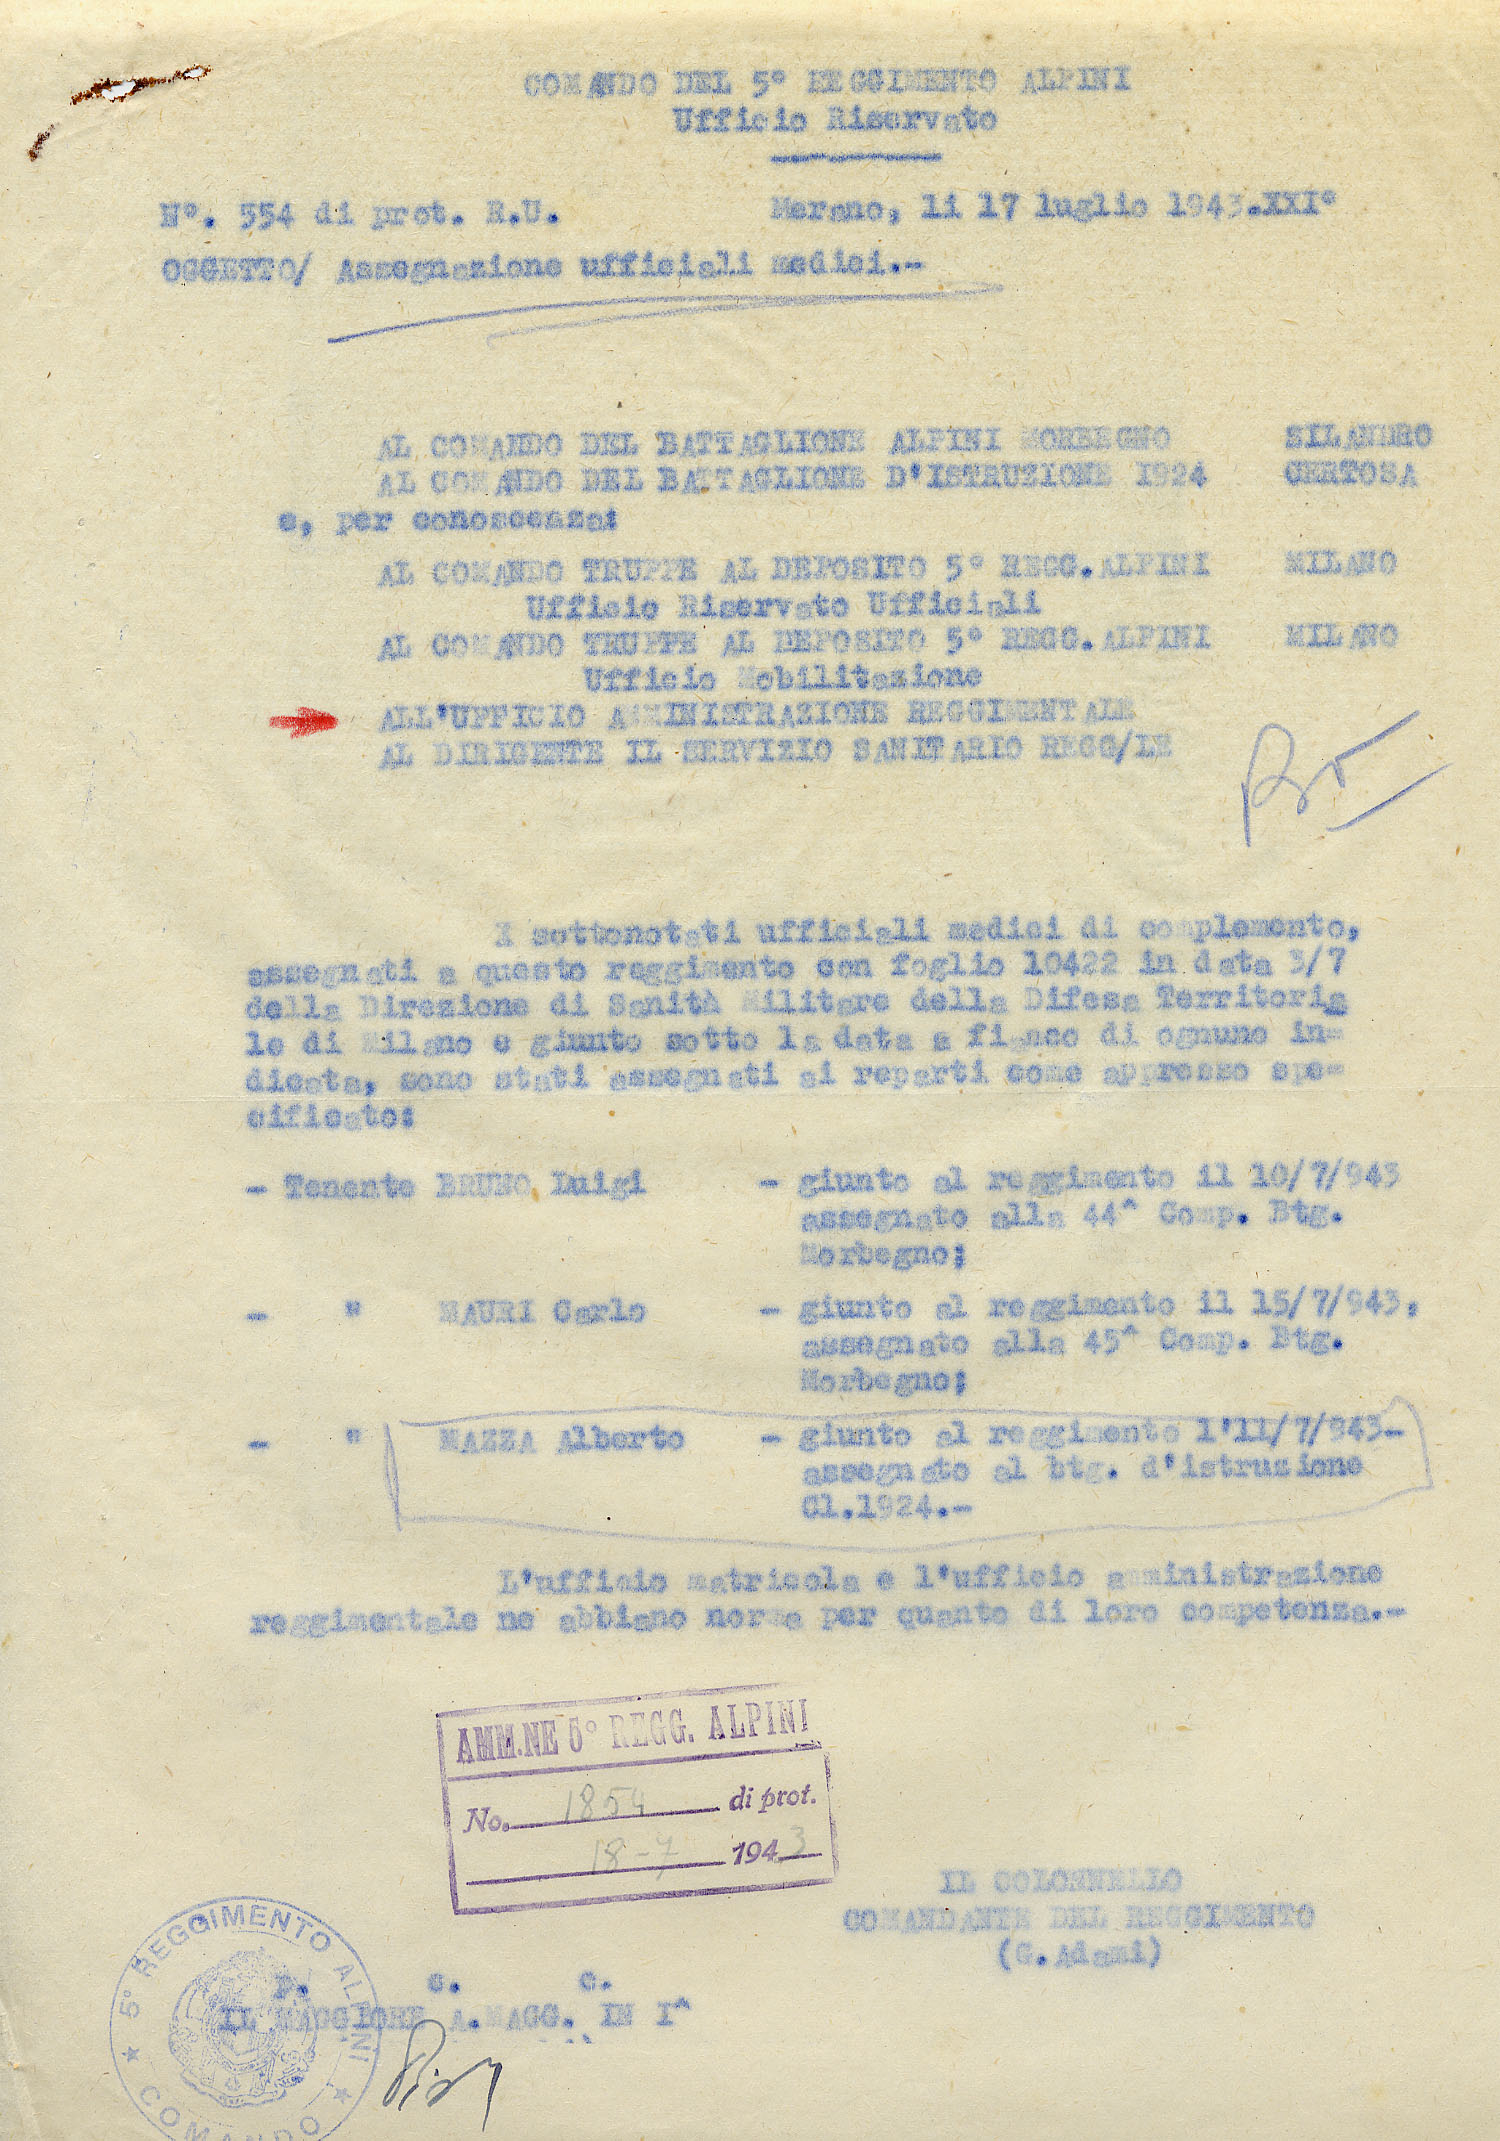 COMANDO DEL 5° REGGIMENTO ALPINI
Ufficio Riservato
N°. 554 di prot. R.U.
Merano, li 17 luglio 1943.XXI°
OGGETTO/ Assegnazione ufficiali medici.-
AL COMANDO DEL BATTAGLIONE ALPINI MORBEGNO SILANDRO
AL COMANDO DEL BATTAGLIONE D'ISTRUZIONE 1924 CERTOSA
e, per conoscenza:
AL COMANDO TRUPPE AL DEPOSITO 5° REGG.ALPINI MILANO
Ufficio Riservato Ufficiali
AL COMANDO TRUPPE AL DEPOSITO 5° REGG.ALPINI MILANO
Ufficio Mobilitazione
ALL'UFFICIO AMMINISTRAZIONE REGGIMENTALE
AL DIRIGENTE IL SERVIZIO SANITARIO REGG/LE
I sottonotati ufficiali medici di complemento,
assegnati a questo reggimento con foglio 10422 in data 3/7
della Direzione di Sanità Militare della Difesa Territoria
le di Milano e giunto sotto la data a fianco di ognuno in=
dicata, sono stati assegnati ai reparti come appresso spe=
cificato:
- Tenente BRUNO Luigi - giunto al reggimento il 10/7/943
assegnato alla 44^ Comp. Btg.
Morbegno;
- " MAURI Carlo - giunto al reggimento il 15/7/943.
assegnato alla 45^ Comp. Btg.
Morbegno;
- " MAZZA Alberto - giunto al reggimento l'11/7/943-
assegnato al btg. d'istruzione
Cl.1924.-
L'ufficio matricola e l'ufficio amministrazione
reggimentale ne abbiano norma per quanto di loro competenza.-
AMM.NE 5° REGG. ALPINI
No. 1854 di prot.
18-7 1943
IL COLONNELLO
COMANDANTE DEL REGGIMENTO
(G.Adami)
p. c. c.
IL MAGGIORE A.MAGG. IN I^
5° REGGIMENTO ALPINI
COMANDO